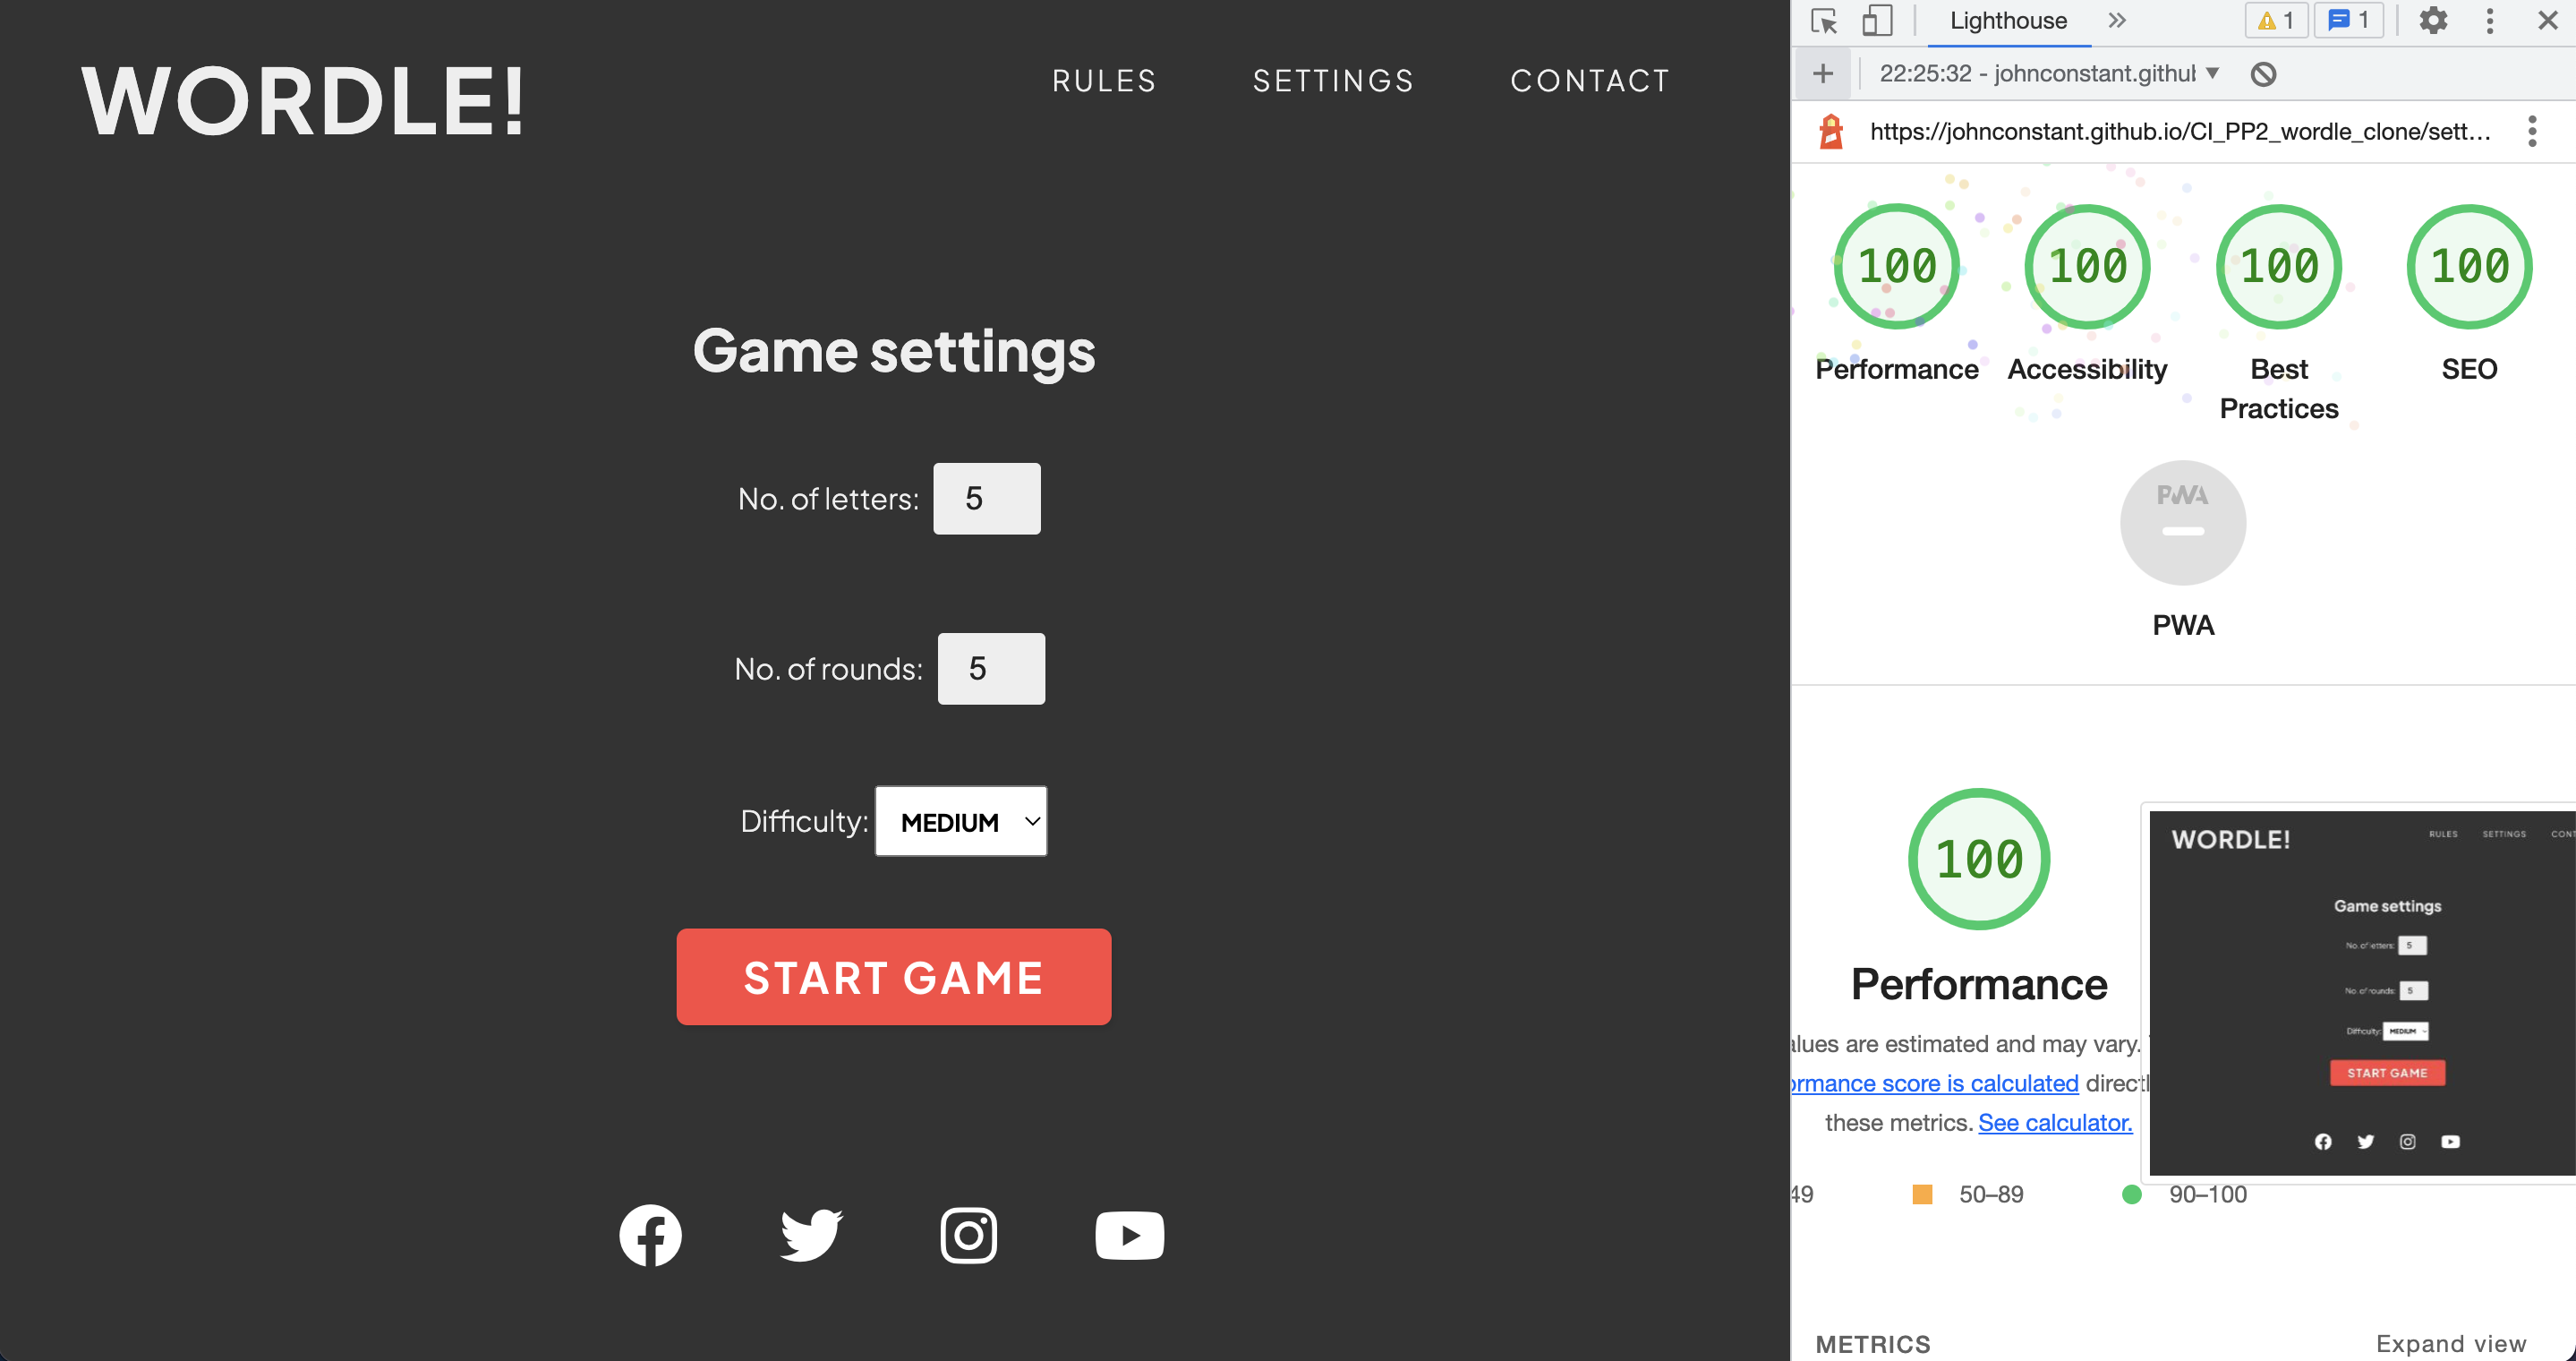 WORDLE!
RULES SETTINGS CONTACT
Game settings
No. of letters: 5
No. of rounds: 5
Difficulty: MEDIUM
START GAME
Lighthouse
1 1
22:25:32 - johnconstant.githul
https://johnconstant.github.io/CI_PP2_wordle_clone/sett...
100 100 100 100
Performance Accessibility Best Practices SEO
PWA
PWA
100
Performance
alues are estimated and may vary.
ormance score is calculated directl
these metrics. See calculator.
49 50–89 90–100
WORDLE!
RULES SETTINGS CONT
Game settings
No. of letters: 5
No. of rounds: 5
Difficulty: MEDIUM
START GAME
METRICS
Expand view